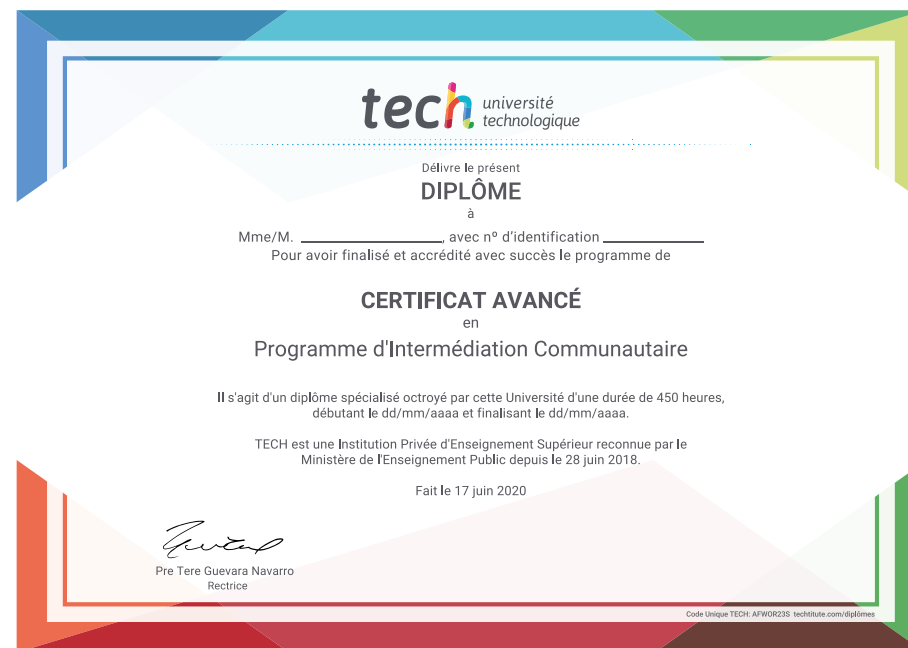 tech université
technologique
Délivre le présent
DIPLÔME
à
Mme/M. ____________________, avec nº d'identification ______________
Pour avoir finalisé et accrédité avec succès le programme de
CERTIFICAT AVANCÉ
en
Programme d'Intermédiation Communautaire
Il s'agit d'un diplôme spécialisé octroyé par cette Université d'une durée de 450 heures,
débutant le dd/mm/aaaa et finalisant le dd/mm/aaaa.
TECH est une Institution Privée d'Enseignement Supérieur reconnue par le
Ministère de l'Enseignement Public depuis le 28 juin 2018.
Fait le 17 juin 2020
Pre Tere Guevara Navarro
Rectrice
Code Unique TECH: AFWOR23S techtitute.com/diplômes